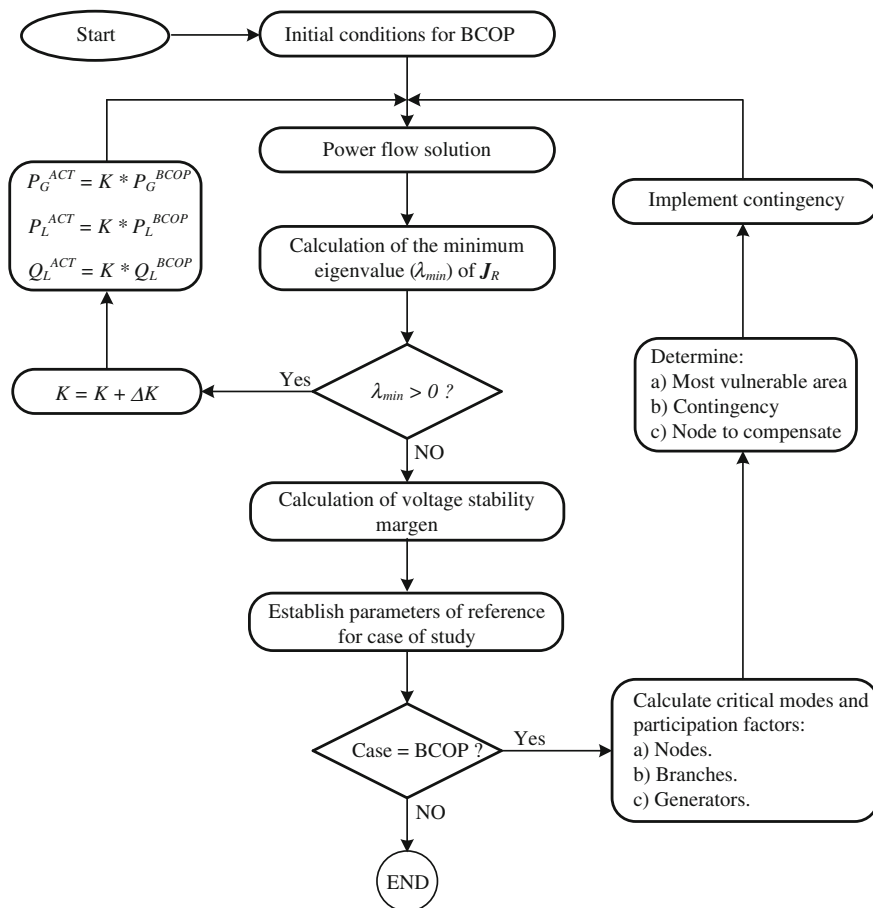 Start
Initial conditions for BCOP
Power flow solution
P_G^ACT = K * P_G^BCOP
P_L^ACT = K * P_L^BCOP
Q_L^ACT = K * Q_L^BCOP
Implement contingency
Calculation of the minimum
eigenvalue (λ_min) of J_R
Determine:
a) Most vulnerable area
b) Contingency
c) Node to compensate
K = K + ΔK
Yes
λ_min > 0 ?
NO
Calculation of voltage stability
margen
Establish parameters of reference
for case of study
Case = BCOP ?
Yes
Calculate critical modes and
participation factors:
a) Nodes.
b) Branches.
c) Generators.
NO
END